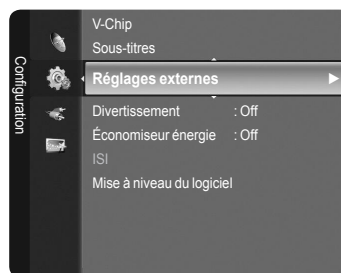 Configuration
V-Chip
Sous-titres
Réglages externes
Divertissement : Off
Économiseur énergie : Off
ISI
Mise à niveau du logiciel